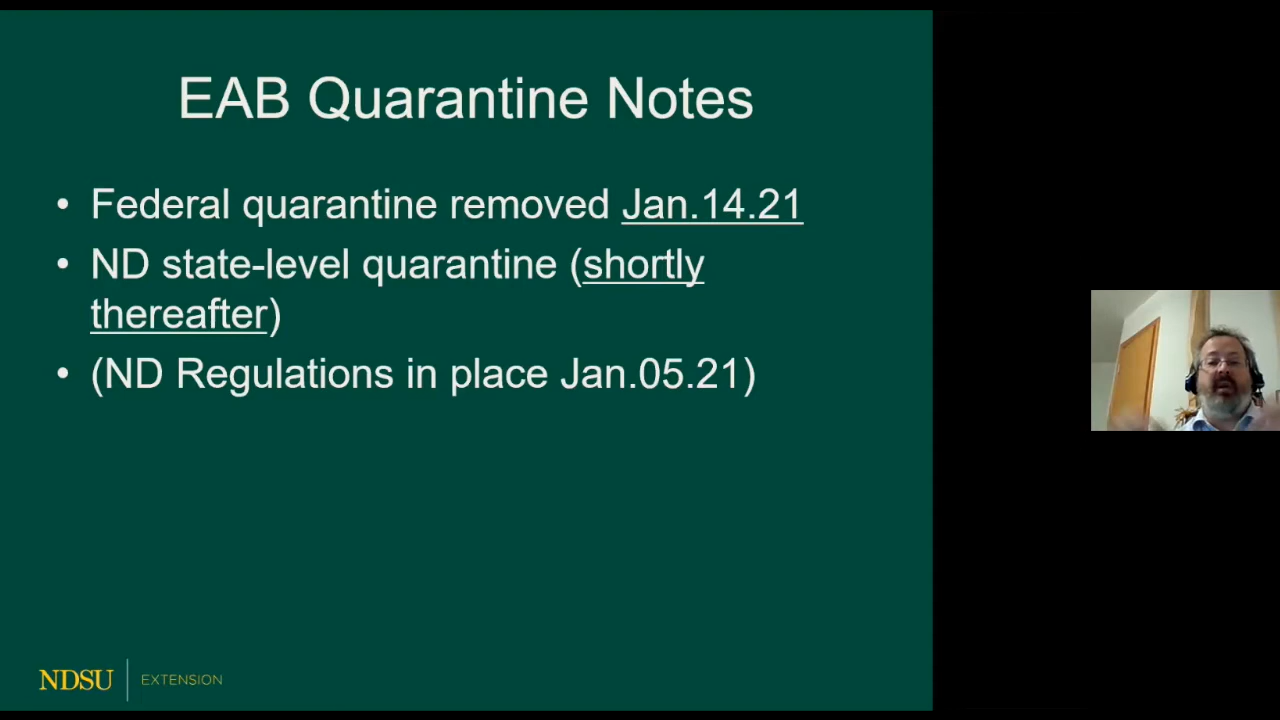 EAB Quarantine Notes
• Federal quarantine removed Jan.14.21
• ND state-level quarantine (shortly
thereafter)
• (ND Regulations in place Jan.05.21)
NDSU EXTENSION